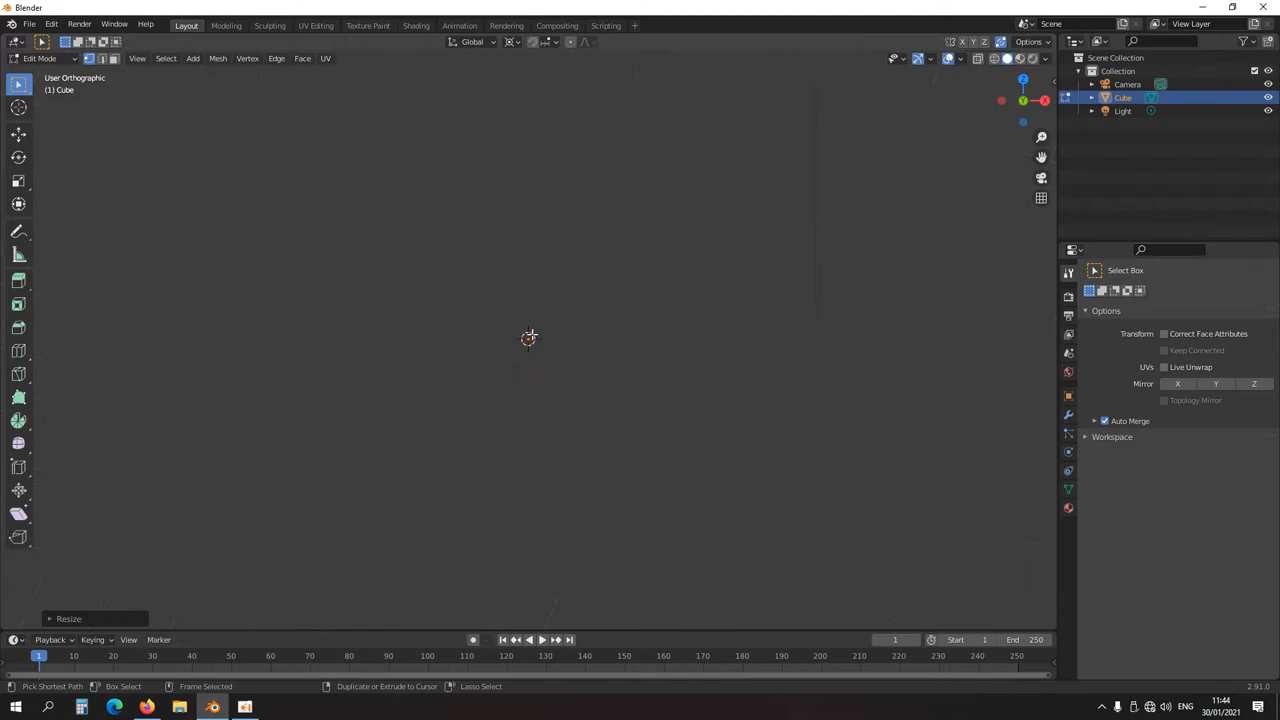 Blender
File Edit Render Window Help Layout Modeling Sculpting UV Editing Texture Paint Shading Animation Rendering Compositing Scripting + Scene View Layer
Global Options
Edit Mode View Select Add Mesh Vertex Edge Face UV
X Y Z
User Orthographic
(1) Cube
Z
Y X
Scene Collection
Collection
Camera
Cube
Light
Select Box
Options
Transform Correct Face Attributes
Keep Connected
UVs Live Unwrap
Mirror X Y Z
Topology Mirror
Auto Merge
Workspace
Resize
Playback Keying View Marker 1 Start 1 End 250
1 10 20 30 40 50 60 70 80 90 100 110 120 130 140 150 160 170 180 190 200 210 220 230 240 250
Pick Shortest Path Box Select Frame Selected Duplicate or Extrude to Cursor Lasso Select 2.91.0
ENG
11:44
30/01/2021